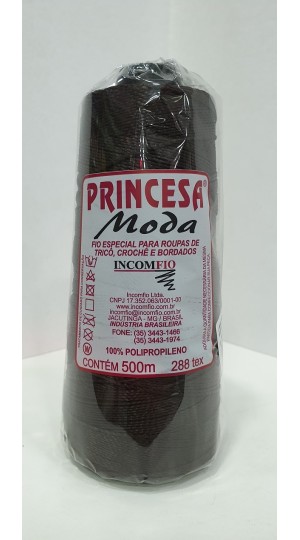 PRINCESA®
Moda
FIO ESPECIAL PARA ROUPAS DE
TRICÔ, CROCHÊ E BORDADOS
INCOMFIO
Incomfio Ltda.
CNPJ 17.352.063/0001-00
www.incomfio.com.br
incomfio@incomfio.com.br
JACUTINGA - MG / BRASIL
INDÚSTRIA BRASILEIRA
FONE: (35) 3443-1466
(35) 3443-1974
100% POLIPROPILENO
CONTÉM 500m 288 tex